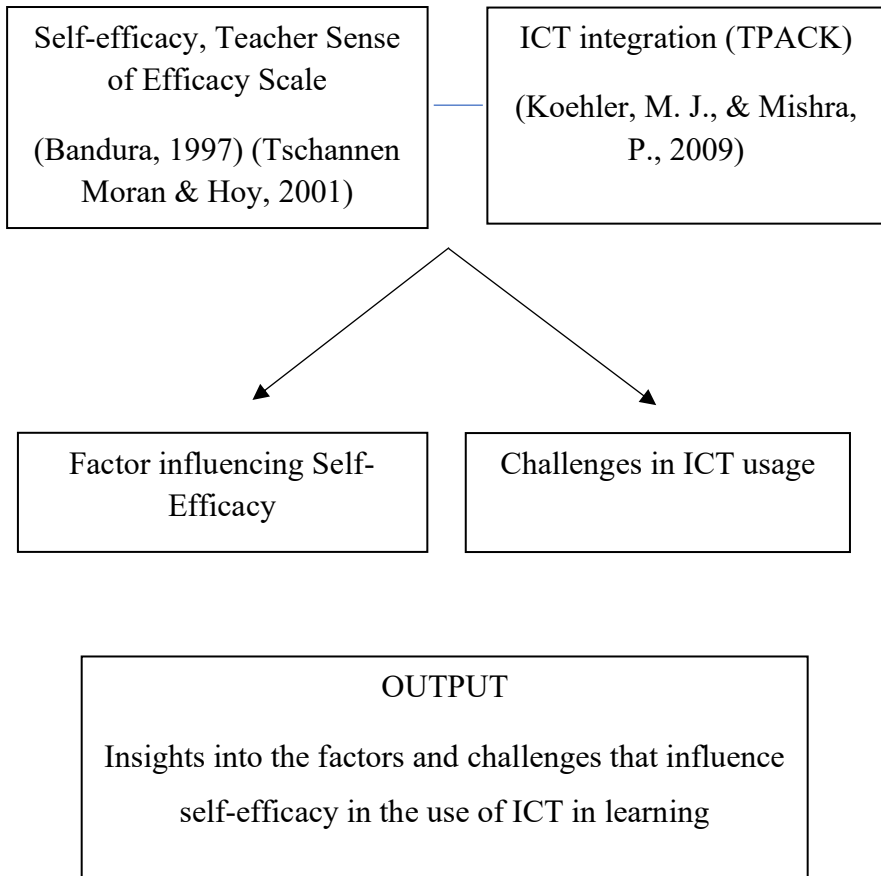 Self-efficacy, Teacher Sense
of Efficacy Scale
(Bandura, 1997) (Tschannen
Moran & Hoy, 2001)
ICT integration (TPACK)
(Koehler, M. J., & Mishra,
P., 2009)
Factor influencing Self-
Efficacy
Challenges in ICT usage
OUTPUT
Insights into the factors and challenges that influence
self-efficacy in the use of ICT in learning